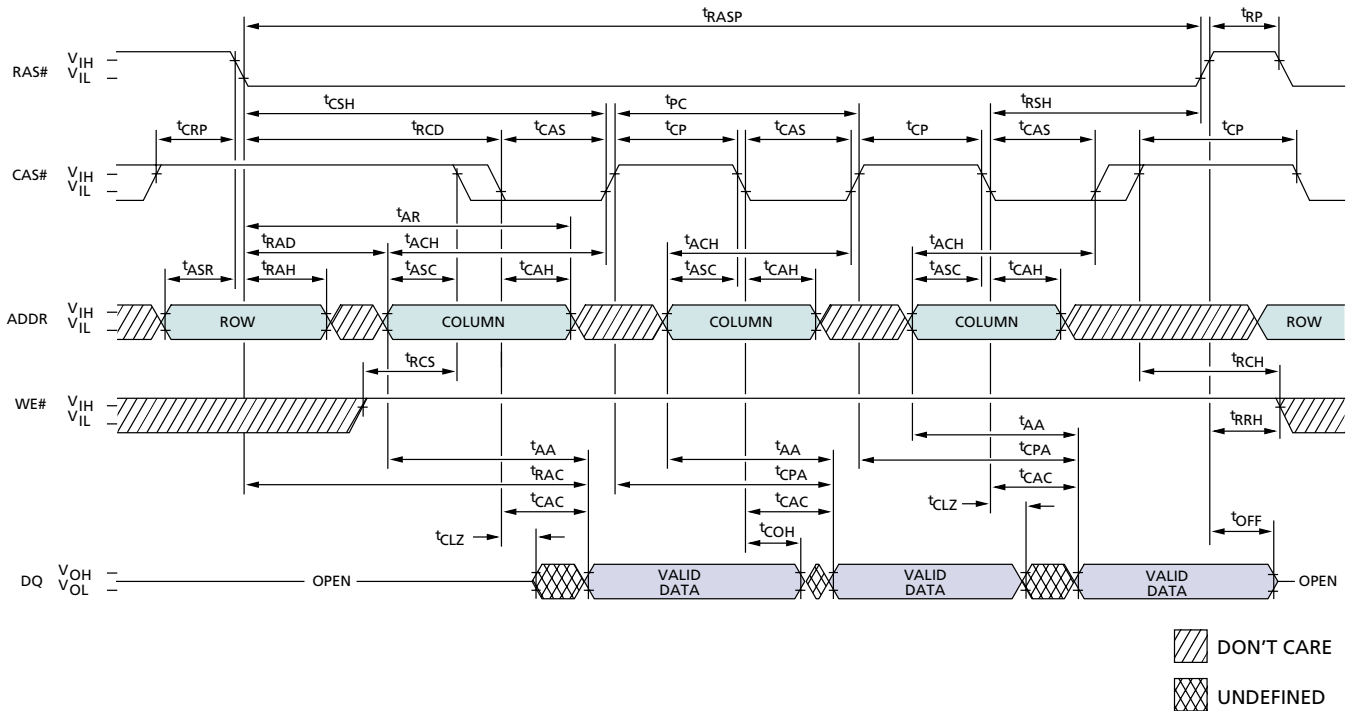 tRASP tRP
RAS# VIH
VIL
tCSH tPC tRSH
tCRP tRCD tCAS tCP tCAS tCP tCAS tCP
CAS# VIH
VIL
tAR
tRAD tACH tACH tACH
tASR tRAH tASC tCAH tASC tCAH tASC tCAH
ADDR VIH
VIL
ROW COLUMN COLUMN COLUMN ROW
tRCS tRCH
WE# VIH
VIL
tRRH
tAA tAA tAA
tRAC tCPA tCPA
tCAC tCAC tCAC
tCLZ tCOH tCLZ tOFF
DQ VOH
VOL
OPEN VALID DATA VALID DATA VALID DATA OPEN
DON'T CARE
UNDEFINED